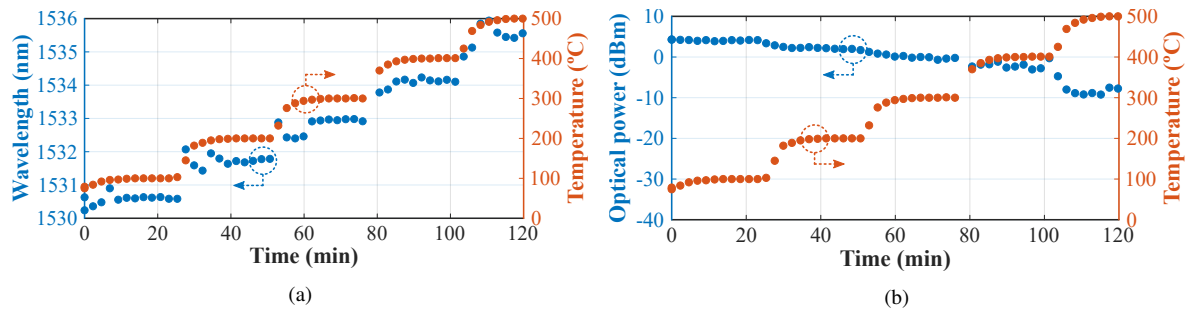 Wavelength (nm)
1536
1535
1534
1533
1532
1531
1530
500
400
300
200
100
0
Temperature (ºC)
0 20 40 60 80 100 120
Time (min)
(a)
Optical power (dBm)
10
0
-10
-20
-30
-40
500
400
300
200
100
0
Temperature (ºC)
0 20 40 60 80 100 120
Time (min)
(b)